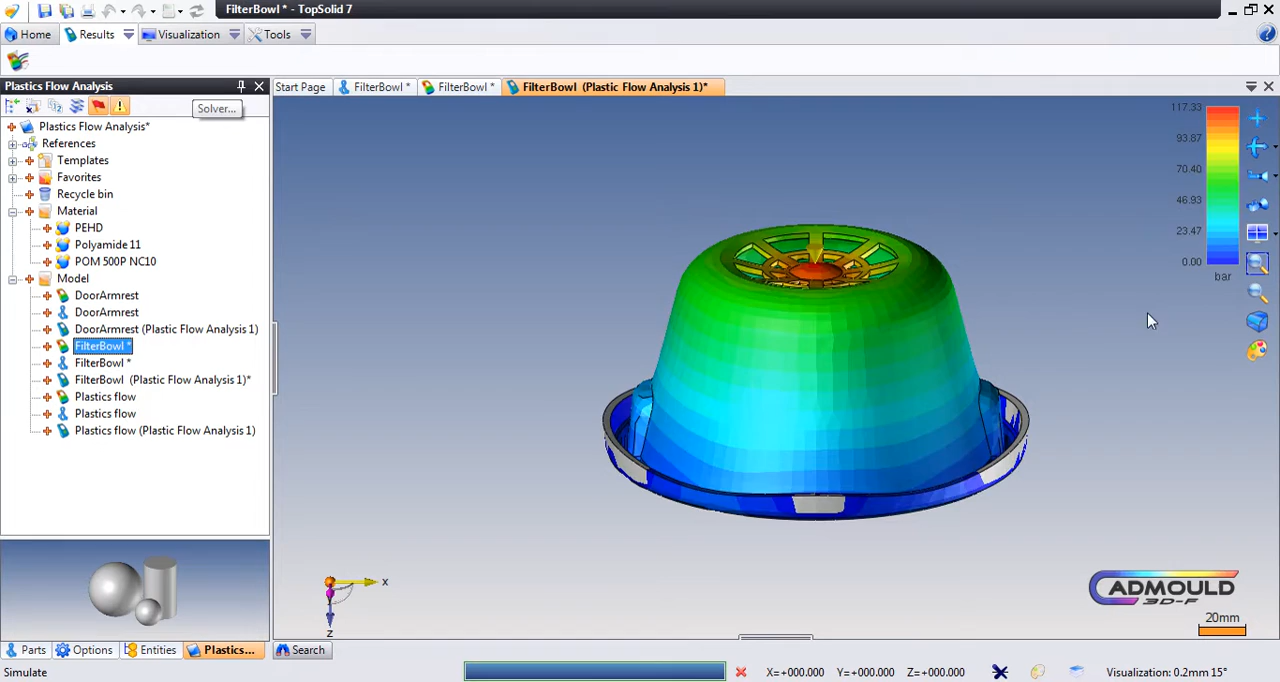 FilterBowl * - TopSolid 7
Home
Results
Visualization
Tools
Plastics Flow Analysis
Start Page
FilterBowl *
FilterBowl *
FilterBowl (Plastic Flow Analysis 1)*
Solver...
Plastics Flow Analysis*
References
Templates
Favorites
Recycle bin
Material
PEHD
Polyamide 11
POM 500P NC10
Model
DoorArmrest
DoorArmrest
DoorArmrest (Plastic Flow Analysis 1)
FilterBowl *
FilterBowl *
FilterBowl (Plastic Flow Analysis 1)*
Plastics flow
Plastics flow
Plastics flow (Plastic Flow Analysis 1)
117.33
93.87
70.40
46.93
23.47
0.00
bar
x
z
CADMOULD
3D-F
20mm
Parts
Options
Entities
Plastics...
Search
Simulate
X=+000.000
Y=+000.000
Z=+000.000
Visualization: 0.2mm 15°